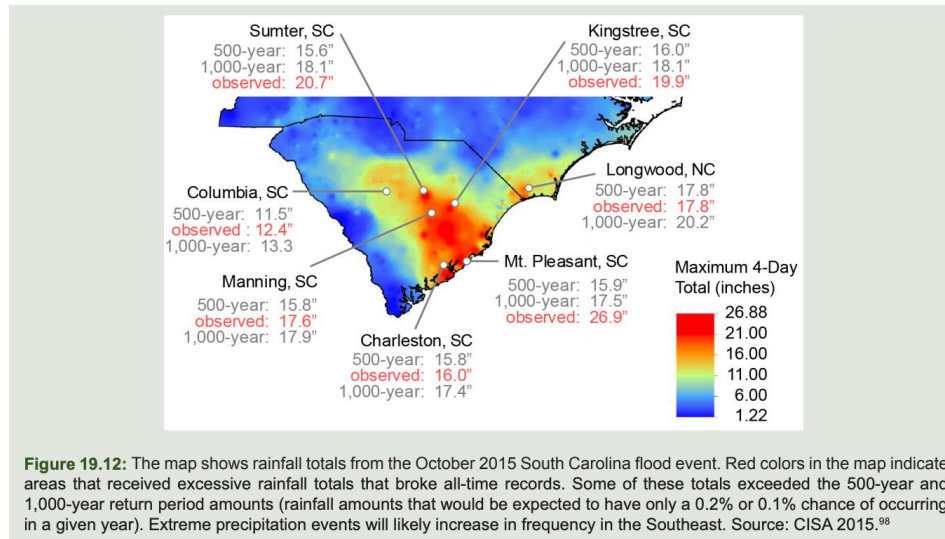 Sumter, SC
500-year: 15.6”
1,000-year: 18.1”
observed: 20.7”
Kingstree, SC
500-year: 16.0”
1,000-year: 18.1”
observed: 19.9”
Columbia, SC
500-year: 11.5”
observed : 12.4”
1,000-year: 13.3
Longwood, NC
500-year: 17.8”
observed: 17.8”
1,000-year: 20.2”
Manning, SC
15.8” 500-year:
observed: 17.6”
1,000-year: 17.9”
Mt. Pleasant, SC
500-year: 15.9”
1,000-year: 17.5”
observed: 26.9”
Charleston, SC
500-year: 15.8”
observed: 16.0”
1,000-year: 17.4”
Maximum 4-Day
Total (inches)
26.88
21.00
16.00
11.00
6.00
1.22
Figure 19.12: The map shows rainfall totals from the October 2015 South Carolina flood event. Red colors in the map indicate
areas that received excessive rainfall totals that broke all-time records. Some of these totals exceeded the 500-year and
1,000-year return period amounts (rainfall amounts that would be expected to have only a 0.2% or 0.1% chance of occurring
in a given year). Extreme precipitation events will likely increase in frequency in the Southeast. Source: CISA 2015.⁹⁸